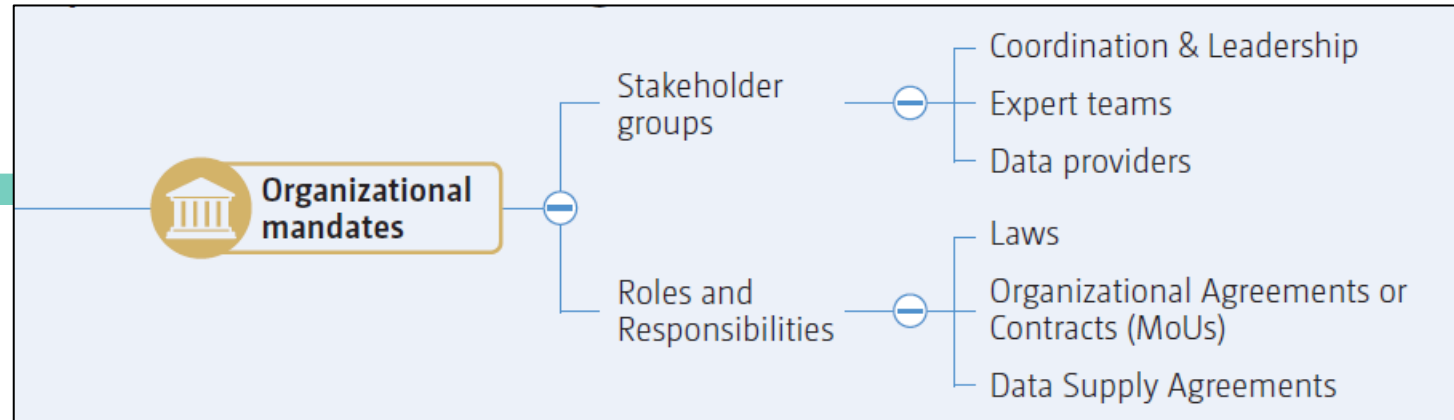 Organizational
mandates
Stakeholder
groups
Coordination & Leadership
Expert teams
Data providers
Roles and
Responsibilities
Laws
Organizational Agreements or
Contracts (MoUs)
Data Supply Agreements